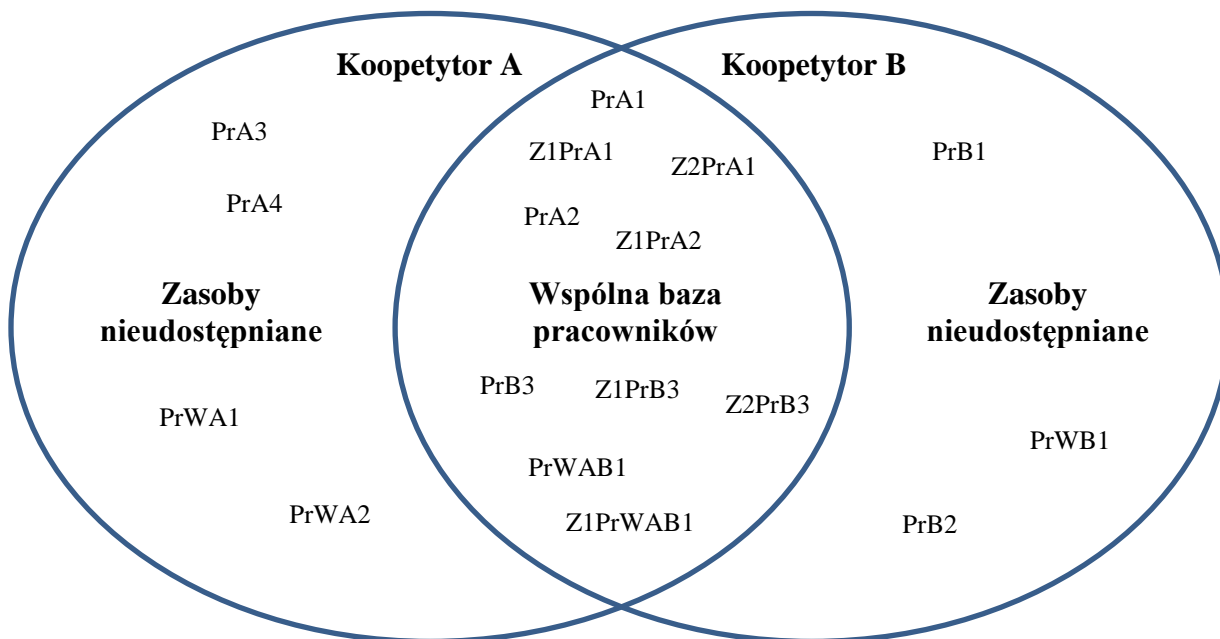 Koopetytor A
Koopetytor B
PrA1
PrA3
Z1PrA1
Z2PrA1
PrB1
PrA4
PrA2
Z1PrA2
Zasoby
nieudostępniane
Wspólna baza
pracowników
Zasoby
nieudostępniane
PrB3
Z1PrB3
Z2PrB3
PrWA1
PrWB1
PrWAB1
PrWA2
Z1PrWAB1
PrB2